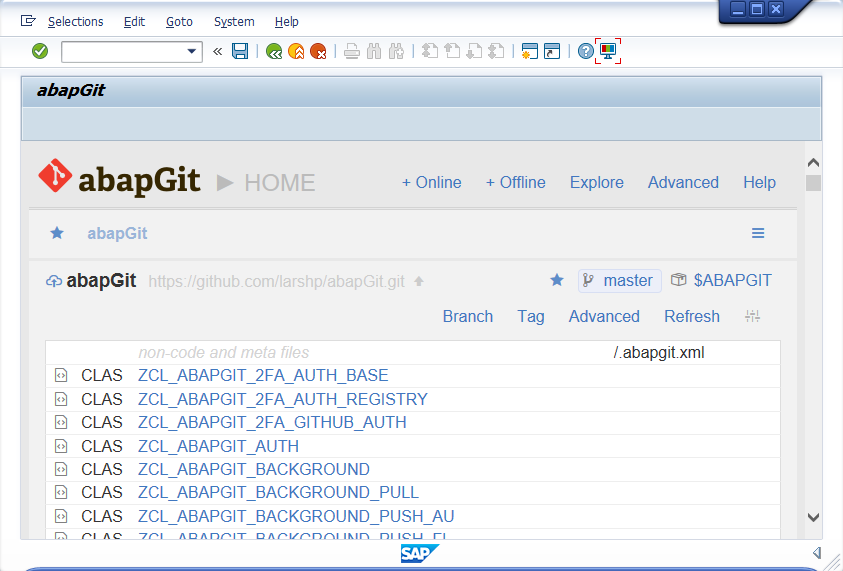 Selections Edit Goto System Help
abapGit
abapGit HOME + Online + Offline Explore Advanced Help
abapGit
abapGit https://github.com/larshp/abapGit.git master $ABAPGIT
Branch Tag Advanced Refresh
non-code and meta files /.abapgit.xml
CLAS ZCL_ABAPGIT_2FA_AUTH_BASE
CLAS ZCL_ABAPGIT_2FA_AUTH_REGISTRY
CLAS ZCL_ABAPGIT_2FA_GITHUB_AUTH
CLAS ZCL_ABAPGIT_AUTH
CLAS ZCL_ABAPGIT_BACKGROUND
CLAS ZCL_ABAPGIT_BACKGROUND_PULL
CLAS ZCL_ABAPGIT_BACKGROUND_PUSH_AU
CLAS ZCL_ABAPGIT_BACKGROUND_PUSH_FI
SAP